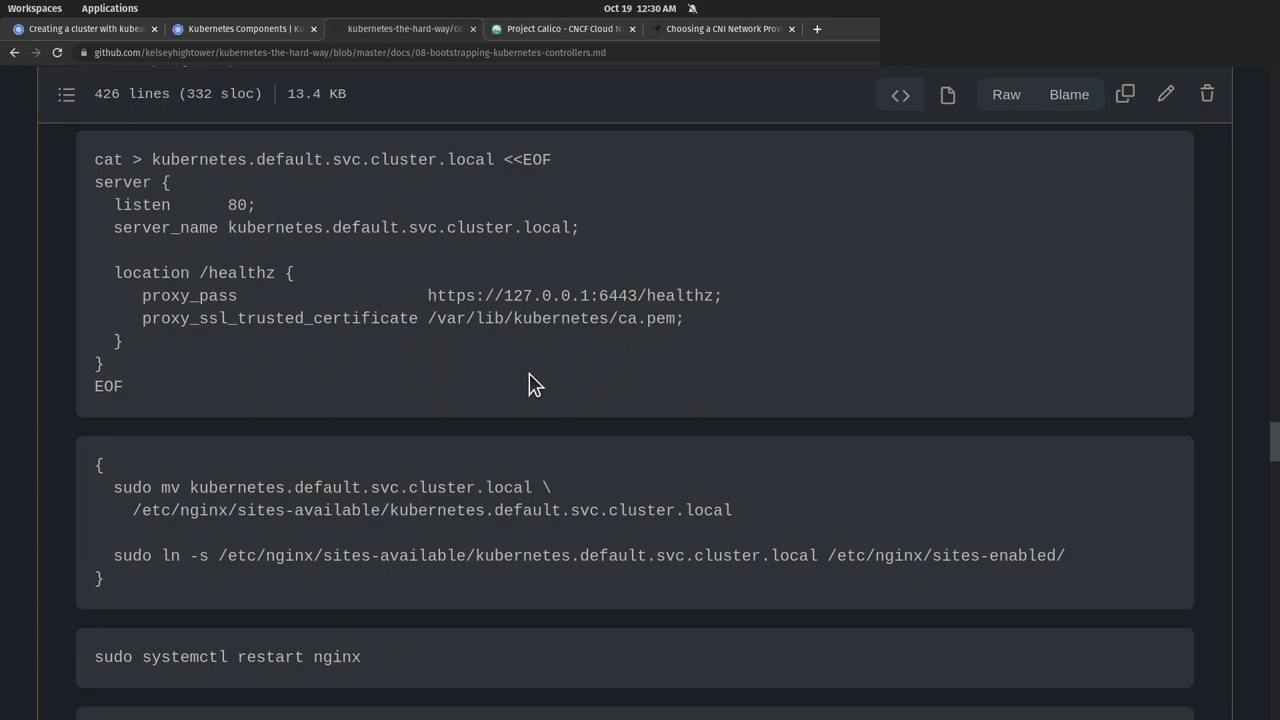 Workspaces Applications Oct 19 12:30 AM
Creating a cluster with kubea Kubernetes Components | Ku kubernetes-the-hard-way/08 Project Calico - CNCF Cloud N Choosing a CNI Network Prov
github.com/kelseyhightower/kubernetes-the-hard-way/blob/master/docs/08-bootstrapping-kubernetes-controllers.md
426 lines (332 sloc) 13.4 KB <> Raw Blame
cat > kubernetes.default.svc.cluster.local <<EOF
server {
  listen      80;
  server_name kubernetes.default.svc.cluster.local;
  location /healthz {
     proxy_pass                    https://127.0.0.1:6443/healthz;
     proxy_ssl_trusted_certificate /var/lib/kubernetes/ca.pem;
  }
}
EOF
{
  sudo mv kubernetes.default.svc.cluster.local \
    /etc/nginx/sites-available/kubernetes.default.svc.cluster.local
  sudo ln -s /etc/nginx/sites-available/kubernetes.default.svc.cluster.local /etc/nginx/sites-enabled/
}
sudo systemctl restart nginx